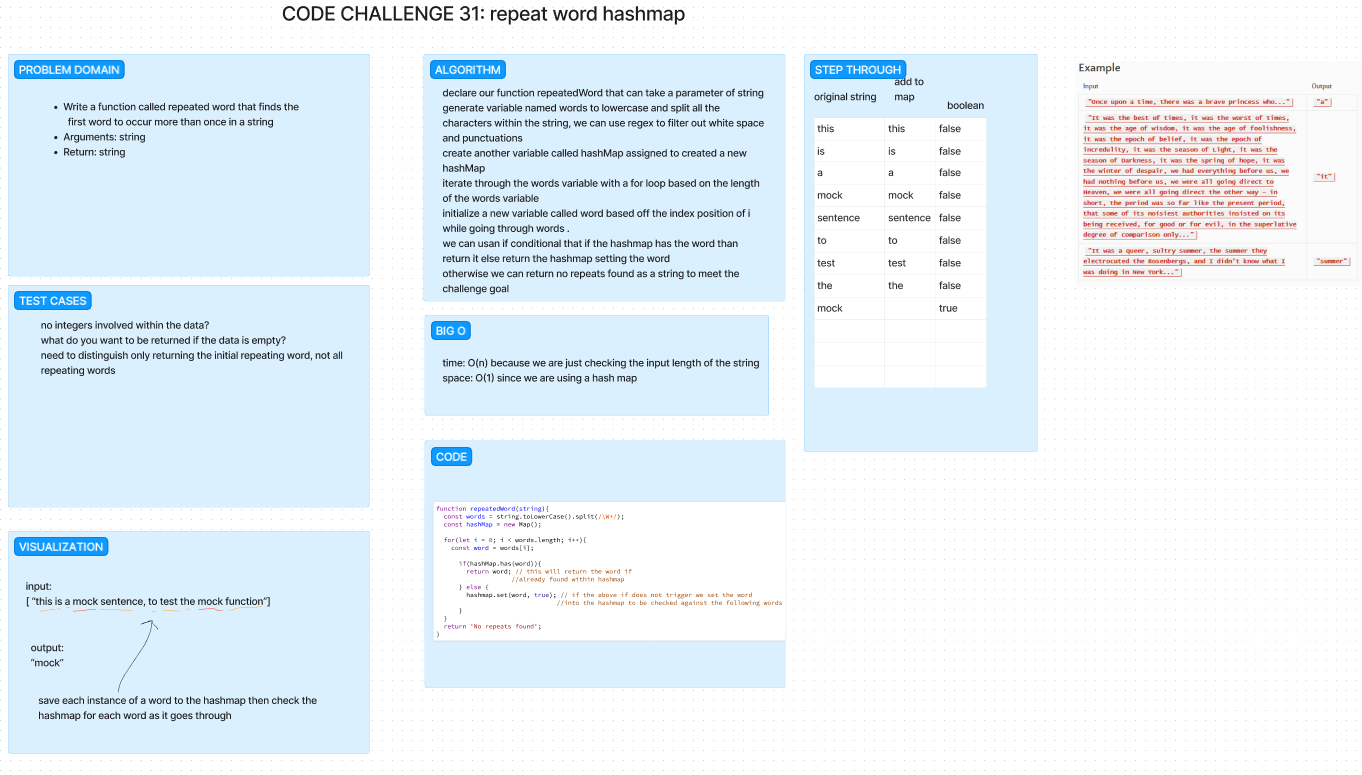 CODE CHALLENGE 31: repeat word hashmap
PROBLEM DOMAIN
• Write a function called repeated word that finds the
first word to occur more than once in a string
• Arguments: string
• Return: string
TEST CASES
no integers involved within the data?
what do you want to be returned if the data is empty?
need to distinguish only returning the initial repeating word, not all
repeating words
VISUALIZATION
input:
[ "this is a mock sentence, to test the mock function"]
output:
"mock"
save each instance of a word to the hashmap then check the
hashmap for each word as it goes through
ALGORITHM
declare our function repeatedWord that can take a parameter of string
generate variable named words to lowercase and split all the
characters within the string, we can use regex to filter out white space
and punctuations
create another variable called hashMap assigned to created a new
hashMap
iterate through the words variable with a for loop based on the length
of the words variable
initialize a new variable called word based off the index position of i
while going through words .
we can usan if conditional that if the hashmap has the word than
return it else return the hashmap setting the word
otherwise we can return no repeats found as a string to meet the
challenge goal
BIG O
time: O(n) because we are just checking the input length of the string
space: O(1) since we are using a hash map
CODE
function repeatedWord(string){
const words = string.toLowerCase().split(/\W+/);
const hashMap = new Map();
for(let i = 0; i < words.length; i++){
const word = words[i];
if(hashMap.has(word)){
return word; // this will return the word if
//already found within hashmap
} else {
hashmap.set(word, true); // if the above if does not trigger we set the word
//into the hashmap to be checked against the following words
}
}
return 'No repeats found';
}
STEP THROUGH
original string add to map boolean
this this false
is is false
a a false
mock mock false
sentence sentence false
to to false
test test false
the the false
mock true
Example
Input Output
"Once upon a time, there was a brave princess who..." "a"
"It was the best of times, it was the worst of times,
it was the age of wisdom, it was the age of foolishness,
it was the epoch of belief, it was the epoch of
incredulity, it was the season of Light, it was the
season of Darkness, it was the spring of hope, it was
the winter of despair, we had everything before us, we
had nothing before us, we were all going direct to
Heaven, we were all going direct the other way – in
short, the period was so far like the present period,
that some of its noisiest authorities insisted on its
being received, for good or for evil, in the superlative
degree of comparison only..."
"it"
"It was a queer, sultry summer, the summer they
electrocuted the Rosenbergs, and I didn't know what I
was doing in New York..."
"summer"